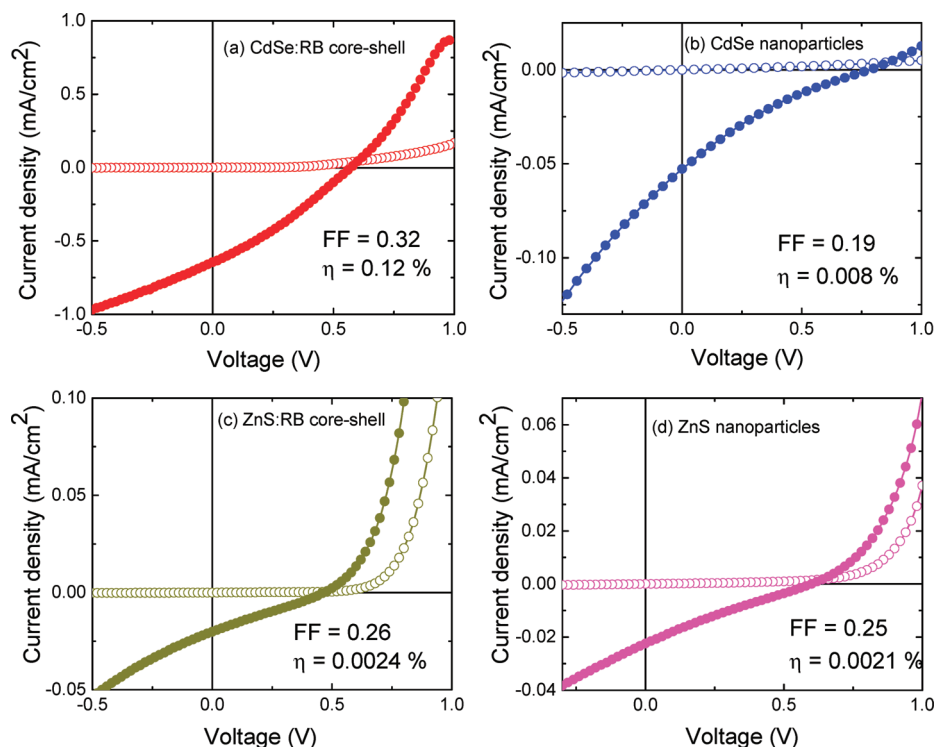 (a) CdSe:RB core-shell
Current density (mA/cm²)
1.0
0.5
0.0
-0.5
-1.0
FF = 0.32
η = 0.12 %
-0.5 0.0 0.5 1.0
Voltage (V)
(b) CdSe nanoparticles
Current density (mA/cm²)
0.00
-0.05
-0.10
FF = 0.19
η = 0.008 %
-0.5 0.0 0.5 1.0
Voltage (V)
(c) ZnS:RB core-shell
Current density (mA/cm²)
0.10
0.05
0.00
-0.05
FF = 0.26
η = 0.0024 %
-0.5 0.0 0.5 1.0
Voltage (V)
(d) ZnS nanoparticles
Current density (mA/cm²)
0.06
0.04
0.02
0.00
-0.02
-0.04
FF = 0.25
η = 0.0021 %
0.0 0.5 1.0
Voltage (V)